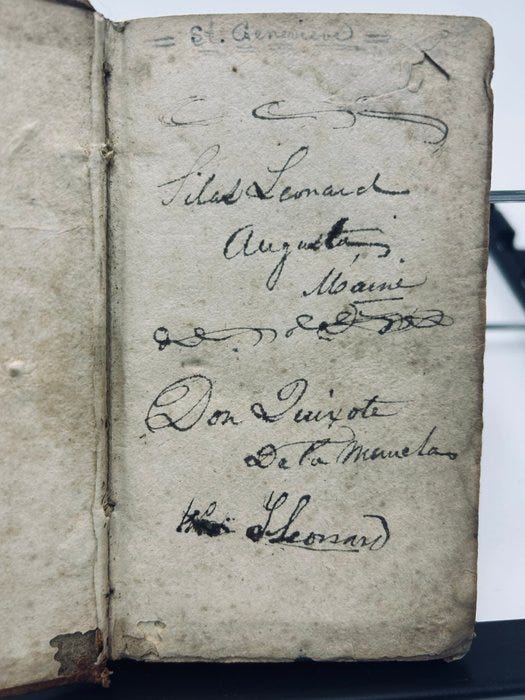 = St. Genevieve =
Silas Leonard
Augusta
Maine
Don Quixote
De la Mancha
Leonard